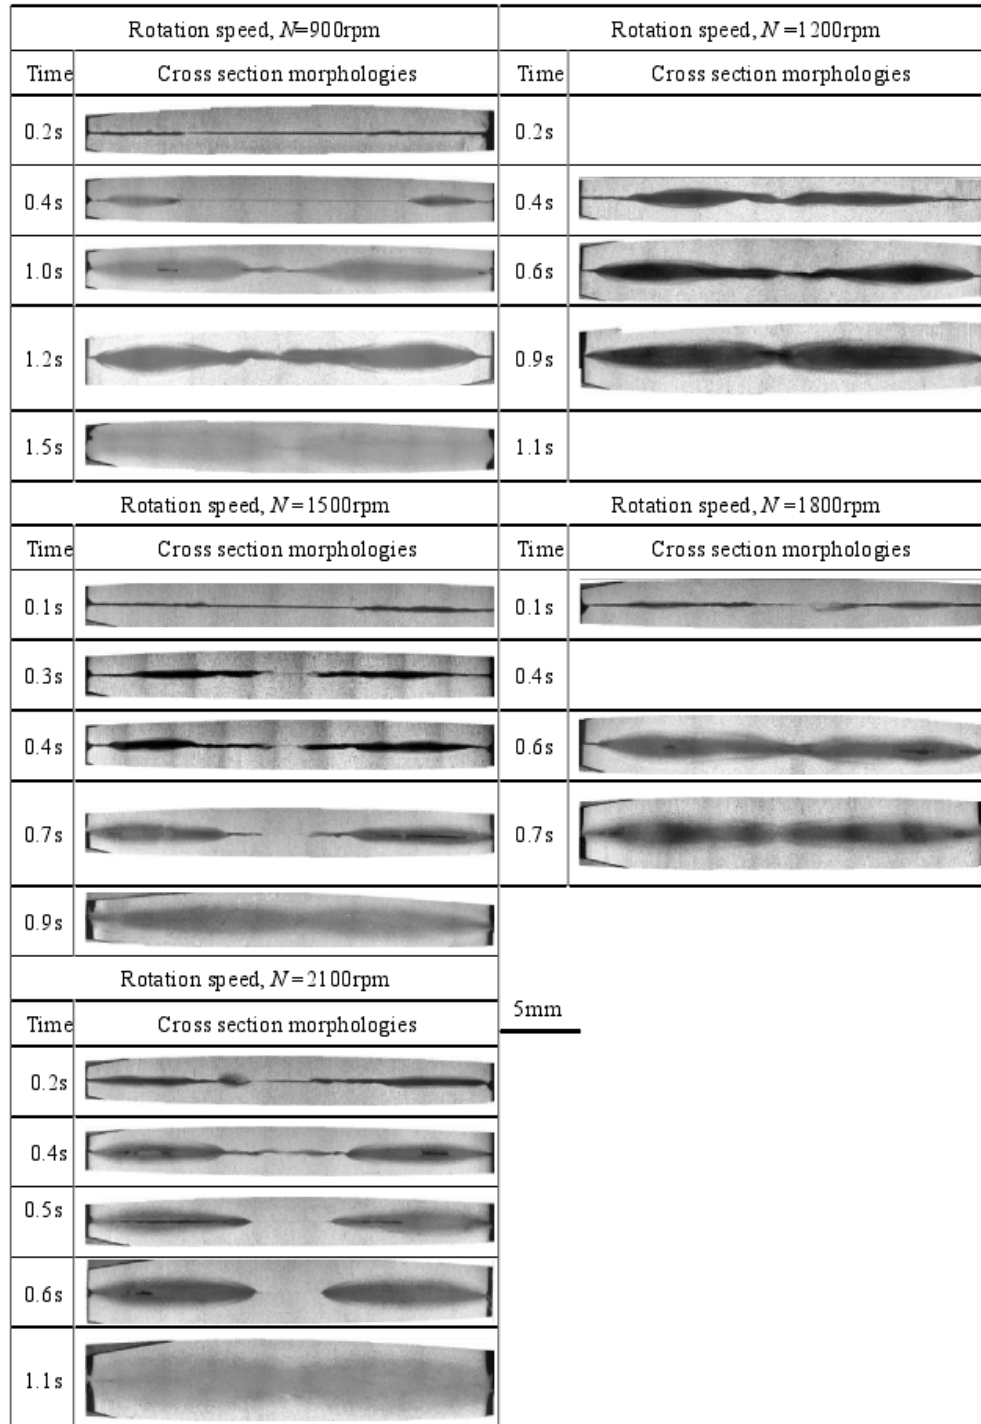 Rotation speed, N=900rpm
Time Cross section morphologies
0.2s
0.4s
1.0s
1.2s
1.5s
Rotation speed, N=1200rpm
Time Cross section morphologies
0.2s
0.4s
0.6s
0.9s
1.1s
Rotation speed, N=1500rpm
Time Cross section morphologies
0.1s
0.3s
0.4s
0.7s
0.9s
Rotation speed, N=1800rpm
Time Cross section morphologies
0.1s
0.4s
0.6s
0.7s
Rotation speed, N=2100rpm
Time Cross section morphologies
0.2s
0.4s
0.5s
0.6s
1.1s
5mm